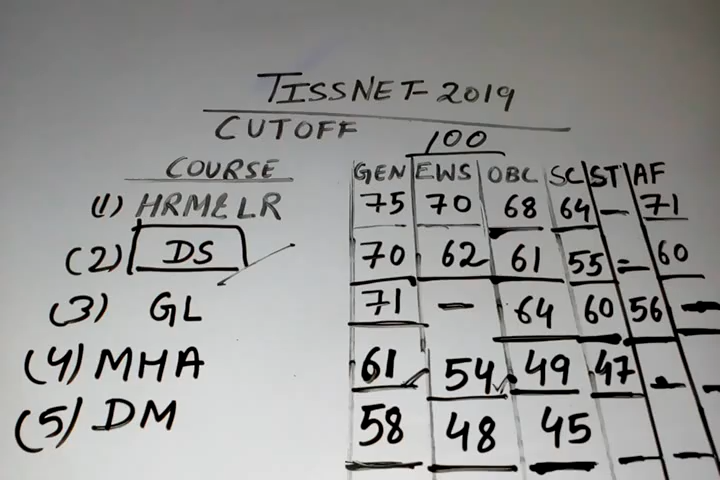 TISSNET-2019
CUTOFF 100
COURSE GEN EWS OBC SC ST AF
(1) HRM&LR 75 70 68 64 — 71
(2) DS 70 62 61 55 — 60
(3) GL 71 — 64 60 56 —
(4) MHA 61 54 49 47 — —
(5) DM 58 48 45 — — —